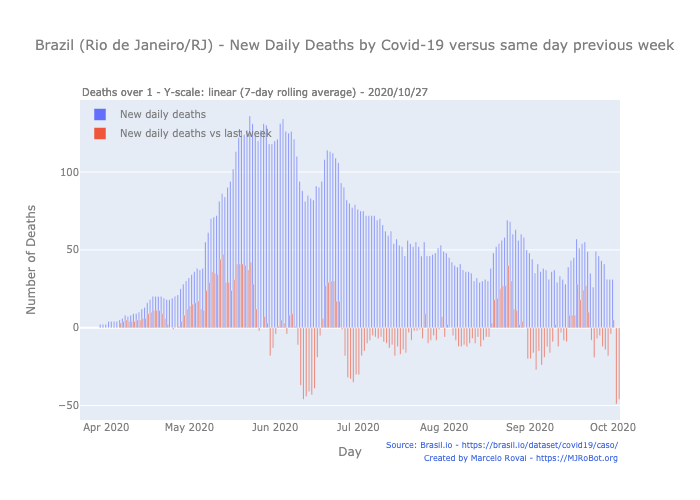 Brazil (Rio de Janeiro/RJ) - New Daily Deaths by Covid-19 versus same day previous week
Deaths over 1 - Y-scale: linear (7-day rolling average) - 2020/10/27
New daily deaths
New daily deaths vs last week
Number of Deaths
100
50
0
−50
Apr 2020 May 2020 Jun 2020 Jul 2020 Aug 2020 Sep 2020 Oct 2020
Day
Source: Brasil.io - https://brasil.io/dataset/covid19/caso/
Created by Marcelo Rovai - https://MJRoBot.org